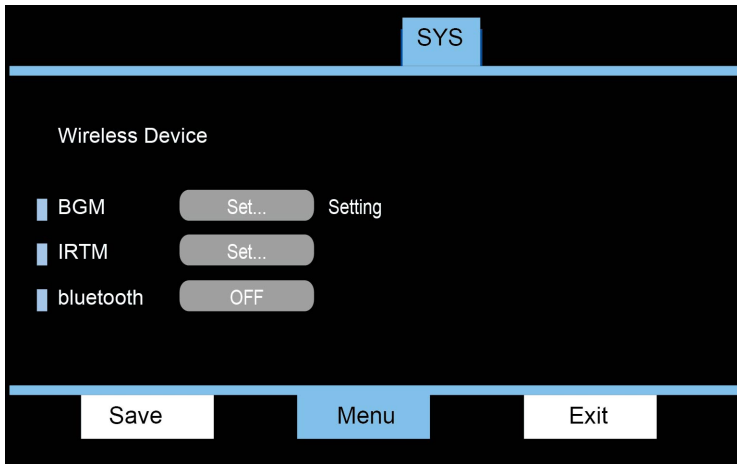 SYS
Wireless Device
BGM Set... Setting
IRTM Set...
bluetooth OFF
Save Menu Exit